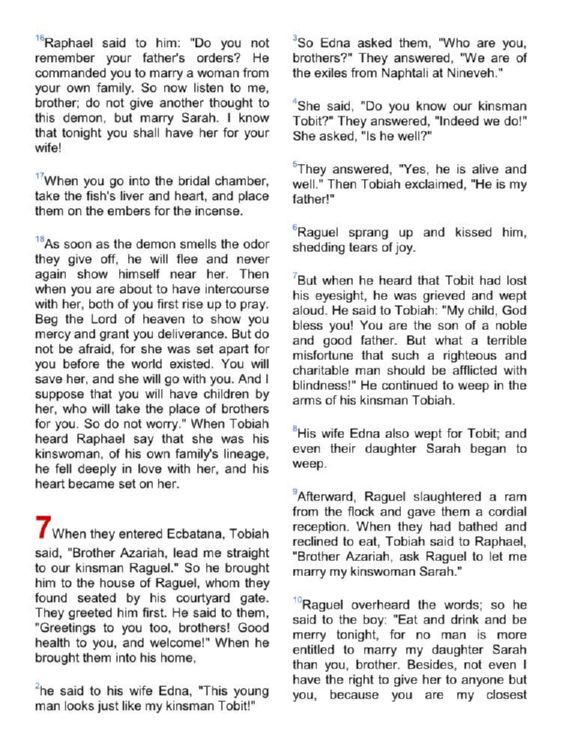 16Raphael said to him: "Do you not
remember your father's orders? He
commanded you to marry a woman from
your own family. So now listen to me,
brother; do not give another thought to
this demon, but marry Sarah. I know
that tonight you shall have her for your
wife!
17When you go into the bridal chamber,
take the fish's liver and heart, and place
them on the embers for the incense.
18As soon as the demon smells the odor
they give off, he will flee and never
again show himself near her. Then
when you are about to have intercourse
with her, both of you first rise up to pray.
Beg the Lord of heaven to show you
mercy and grant you deliverance. But do
not be afraid, for she was set apart for
you before the world existed. You will
save her, and she will go with you. And I
suppose that you will have children by
her, who will take the place of brothers
for you. So do not worry." When Tobiah
heard Raphael say that she was his
kinswoman, of his own family's lineage,
he fell deeply in love with her, and his
heart became set on her.
7 When they entered Ecbatana, Tobiah
said, "Brother Azariah, lead me straight
to our kinsman Raguel." So he brought
him to the house of Raguel, whom they
found seated by his courtyard gate.
They greeted him first. He said to them,
"Greetings to you too, brothers! Good
health to you, and welcome!" When he
brought them into his home,
2he said to his wife Edna, "This young
man looks just like my kinsman Tobit!"
3So Edna asked them, "Who are you,
brothers?" They answered, "We are of
the exiles from Naphtali at Nineveh."
4She said, "Do you know our kinsman
Tobit?" They answered, "Indeed we do!"
She asked, "Is he well?"
5They answered, "Yes, he is alive and
well." Then Tobiah exclaimed, "He is my
father!"
6Raguel sprang up and kissed him,
shedding tears of joy.
7But when he heard that Tobit had lost
his eyesight, he was grieved and wept
aloud. He said to Tobiah: "My child, God
bless you! You are the son of a noble
and good father. But what a terrible
misfortune that such a righteous and
charitable man should be afflicted with
blindness!" He continued to weep in the
arms of his kinsman Tobiah.
8His wife Edna also wept for Tobit; and
even their daughter Sarah began to
weep.
9Afterward, Raguel slaughtered a ram
from the flock and gave them a cordial
reception. When they had bathed and
reclined to eat, Tobiah said to Raphael,
"Brother Azariah, ask Raguel to let me
marry my kinswoman Sarah."
10Raguel overheard the words; so he
said to the boy: "Eat and drink and be
merry tonight, for no man is more
entitled to marry my daughter Sarah
than you, brother. Besides, not even I
have the right to give her to anyone but
you, because you are my closest